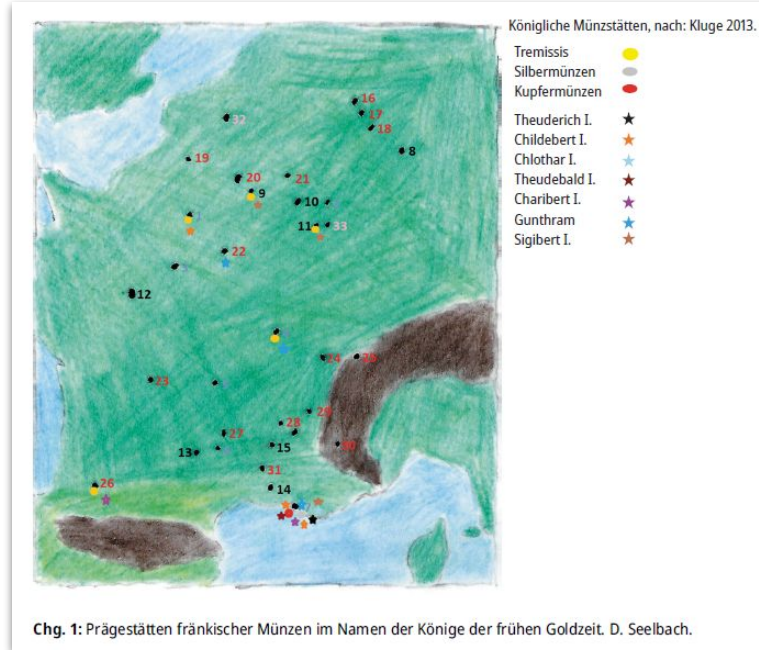 Königliche Münzstätten, nach: Kluge 2013.
Tremissis
Silbermünzen
Kupfermünzen
Theuderich I.
Childebert I.
Chlothar I.
Theudebald I.
Charibert I.
Gunthram
Sigibert I.
16
17
32
18
8
19
20
21
9
10
11
33
22
12
24
25
23
29
28
27
30
15
13
31
26
14
Chg. 1: Prägestätten fränkischer Münzen im Namen der Könige der frühen Goldzeit. D. Seelbach.